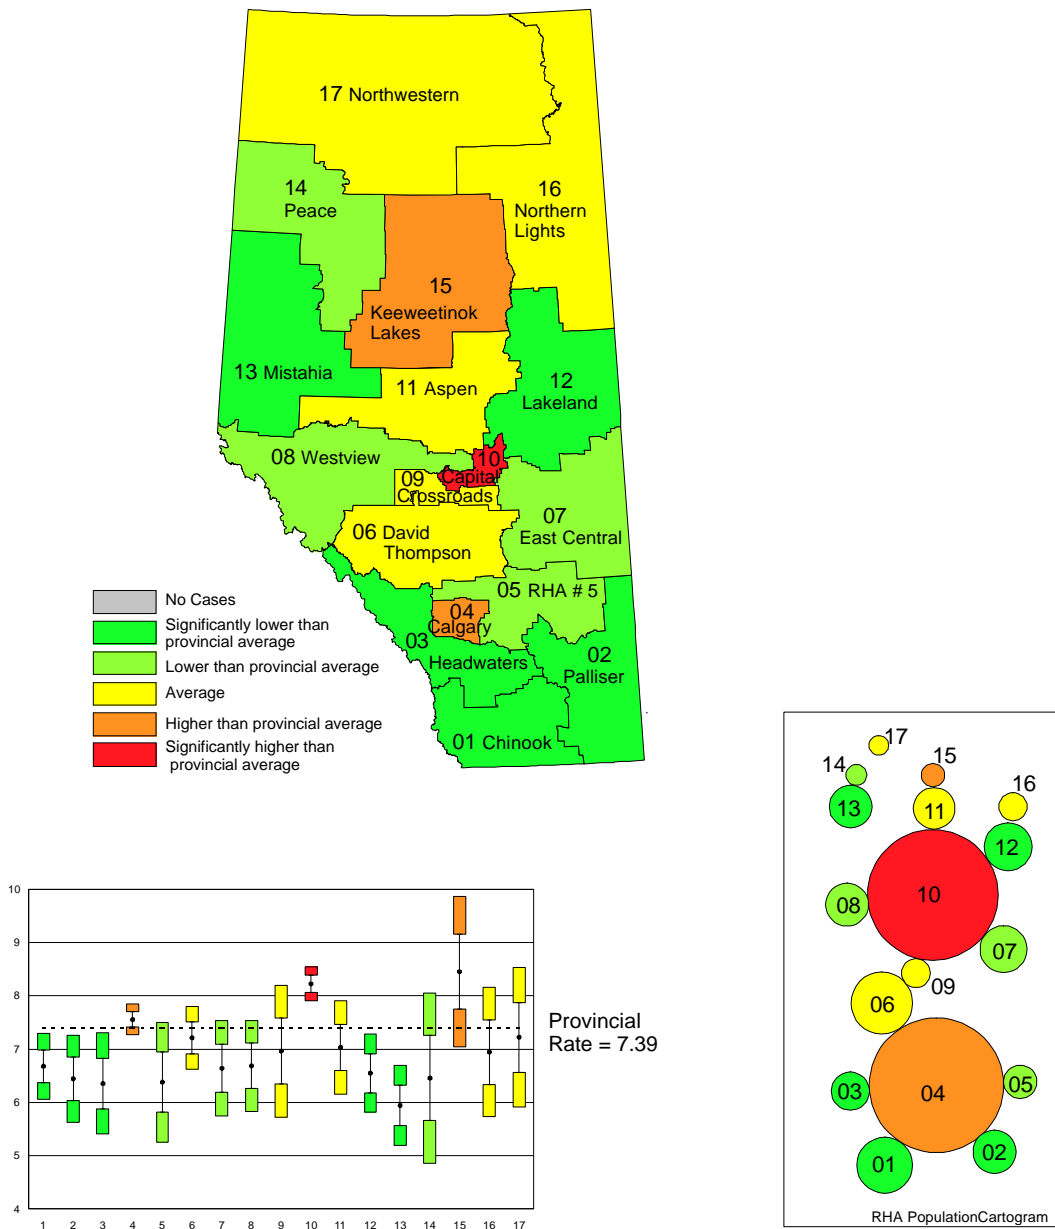 17 Northwestern
14
Peace
16
Northern
Lights
15
Keeweetinok
Lakes
13 Mistahia
11 Aspen
12
Lakeland
08 Westview
10
Capital
09
Crossroads
07
East Central
06 David
Thompson
05 RHA # 5
04
Calgary
03
Headwaters
02
Palliser
01 Chinook
No Cases
Significantly lower than
provincial average
Lower than provincial average
Average
Higher than provincial average
Significantly higher than
provincial average
17
14
15
16
13
11
12
10
08
07
09
06
03
04
05
01
02
RHA PopulationCartogram
10
9
8
7
6
5
4
1 2 3 4 5 6 7 8 9 10 11 12 13 14 15 16 17
Provincial
Rate = 7.39